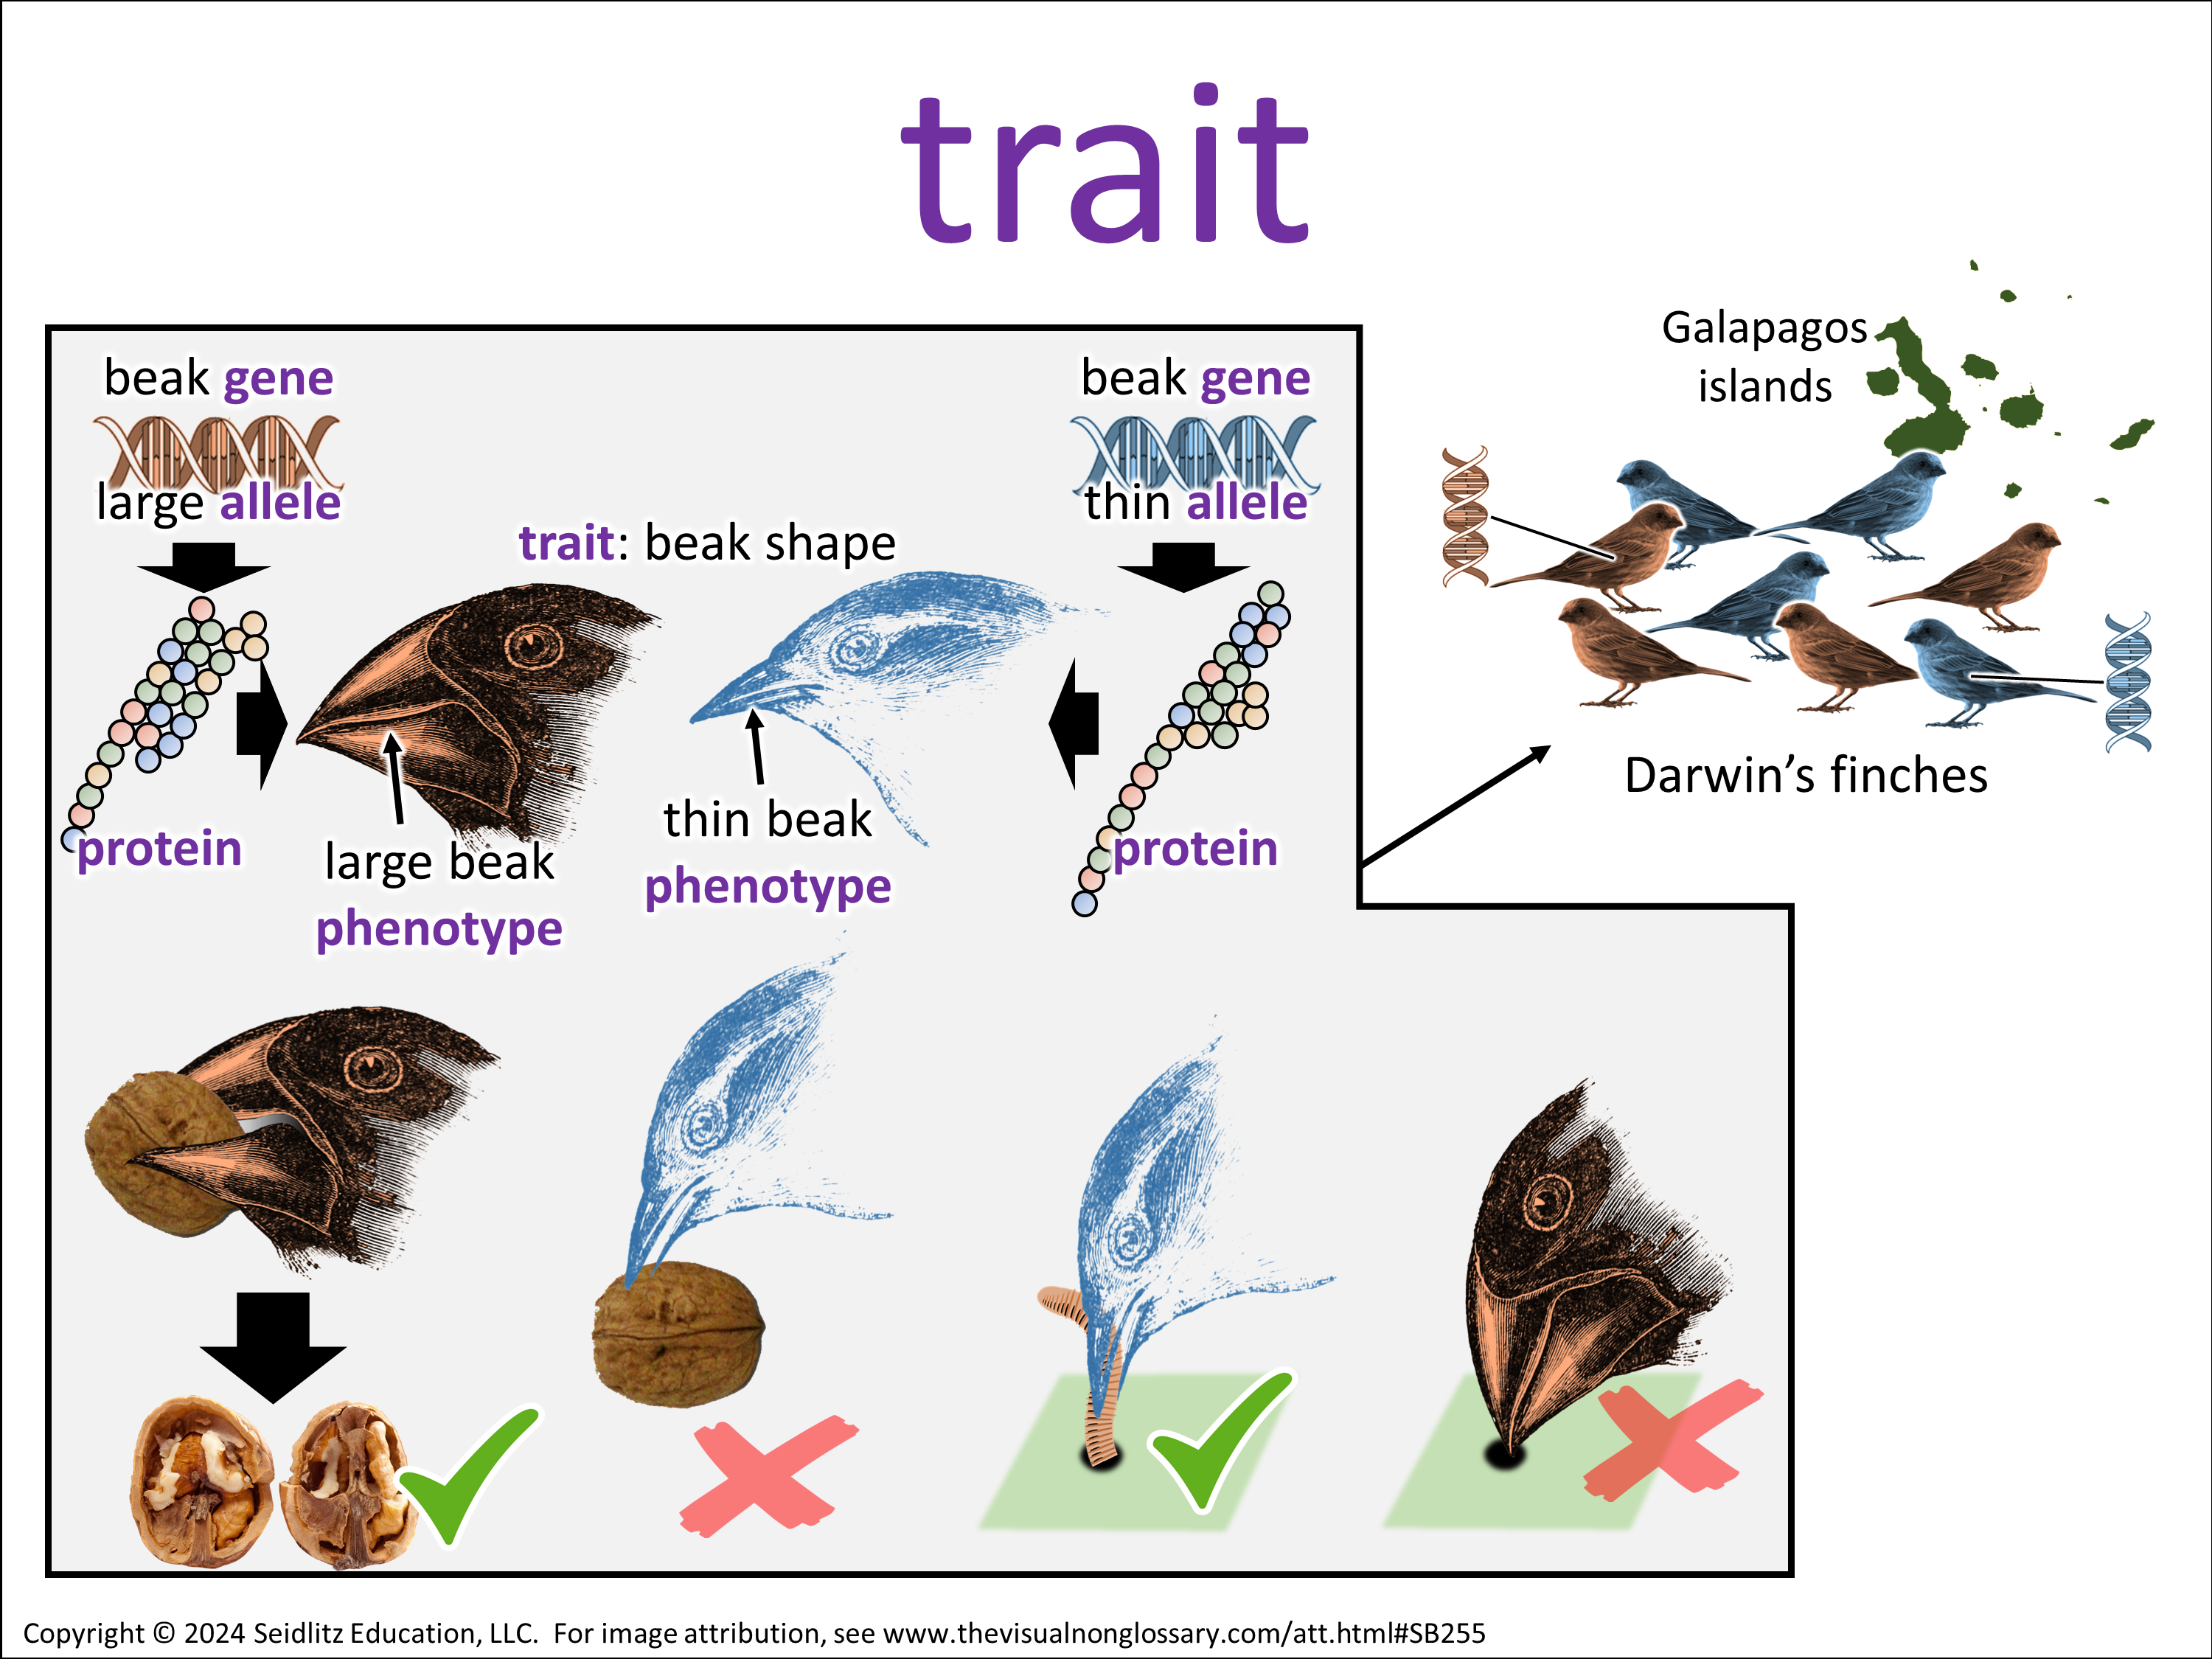 trait
beak gene
large allele
protein
large beak
phenotype
trait: beak shape
thin beak
phenotype
beak gene
thin allele
protein
Galapagos
islands
Darwin’s finches
Copyright © 2024 Seidlitz Education, LLC.  For image attribution, see www.thevisualnonglossary.com/att.html#SB255